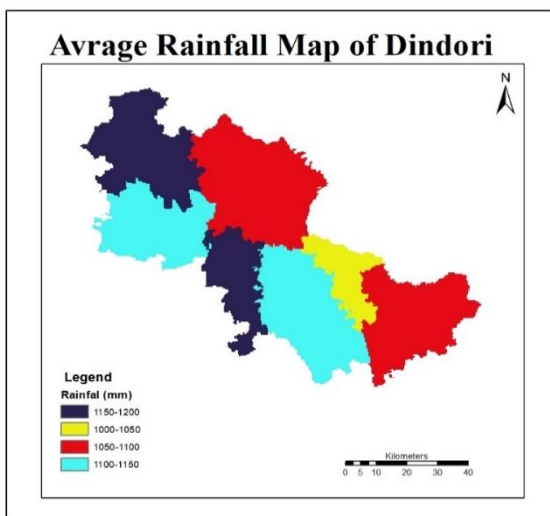 Avrage Rainfall Map of Dindori
N
Legend
Rainfal (mm)
1150-1200
1000-1050
1050-1100
1100-1150
Kilometers
0 5 10 20 30 40